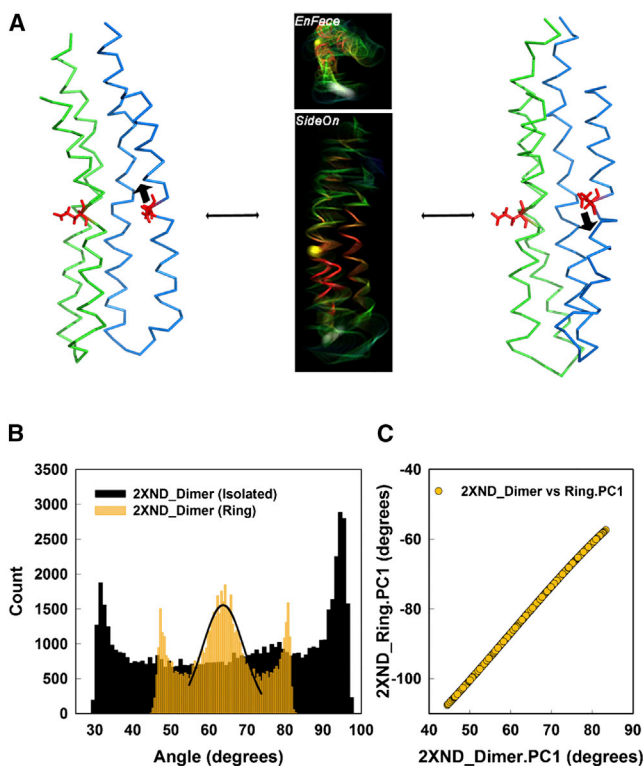 A
EnFace
SideOn
B
3500
3000
2500
2000
1500
1000
500
0
Count
2XND_Dimer (Isolated)
2XND_Dimer (Ring)
30 40 50 60 70 80 90 100
Angle (degrees)
C
-40
-60
-80
-100
2XND_Ring.PC1 (degrees)
2XND_Dimer vs Ring.PC1
40 50 60 70 80 90
2XND_Dimer.PC1 (degrees)